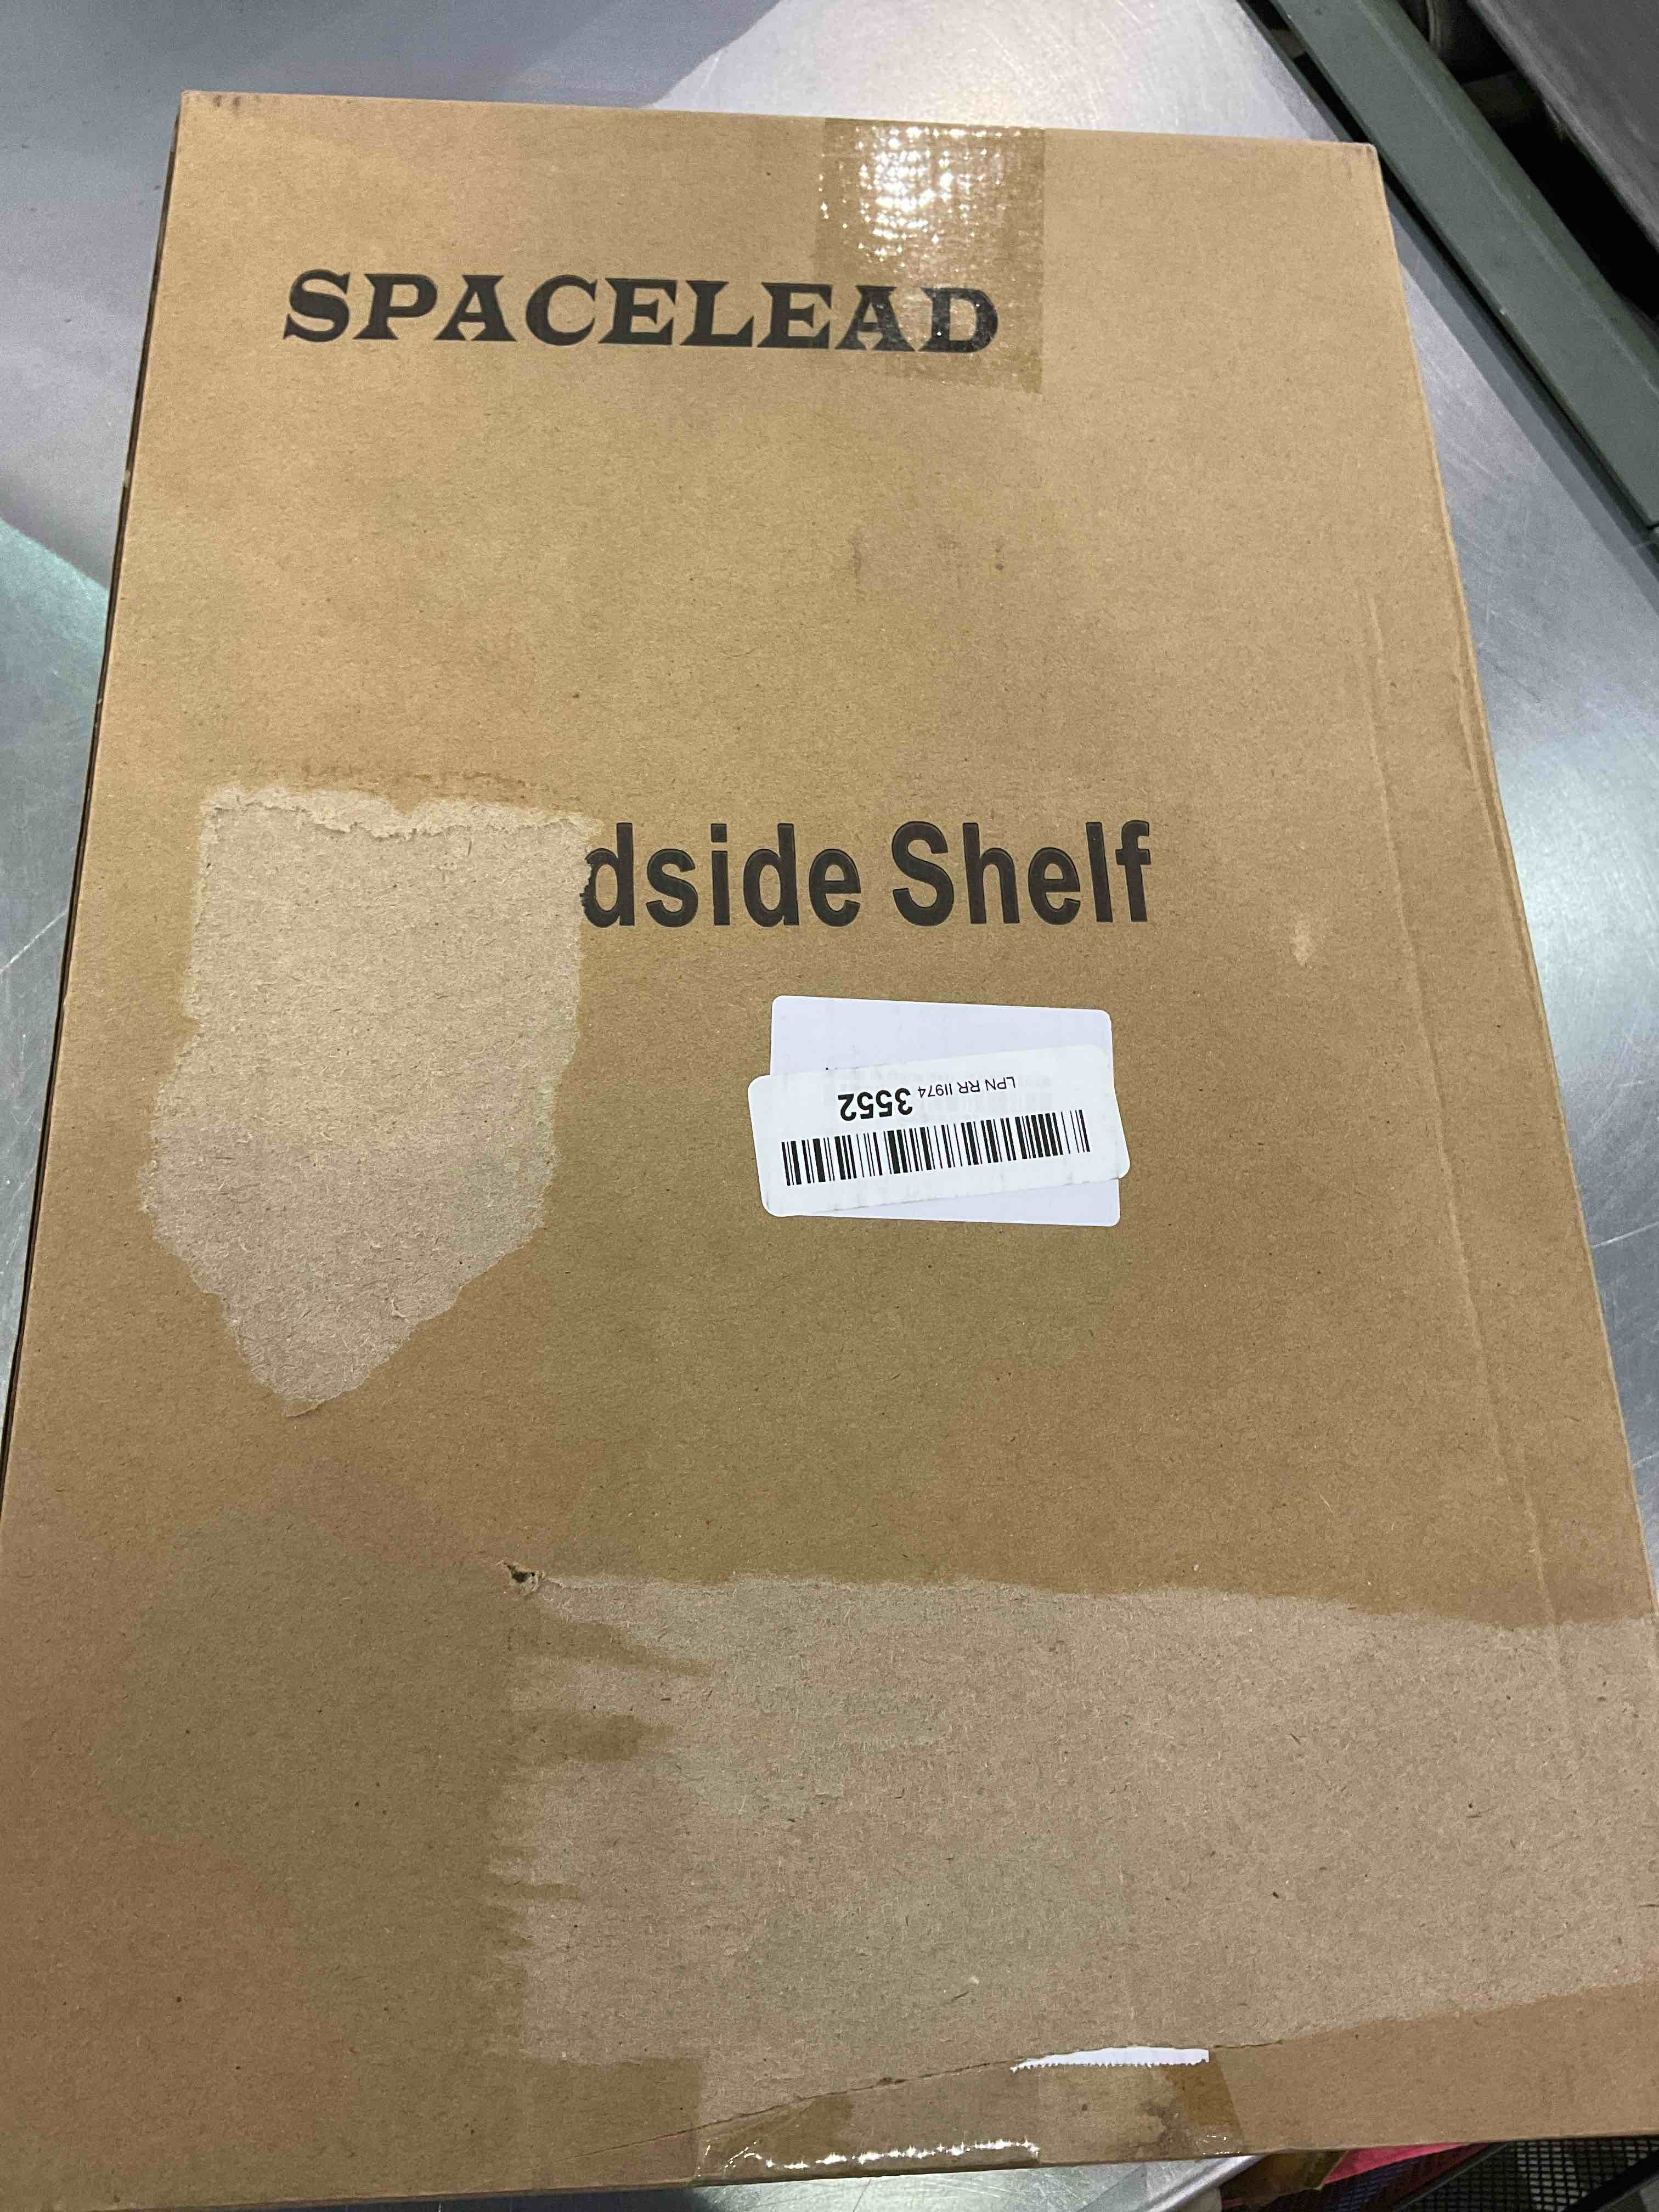 SPACELEAD
dside Shelf
LPN RR II974 3552